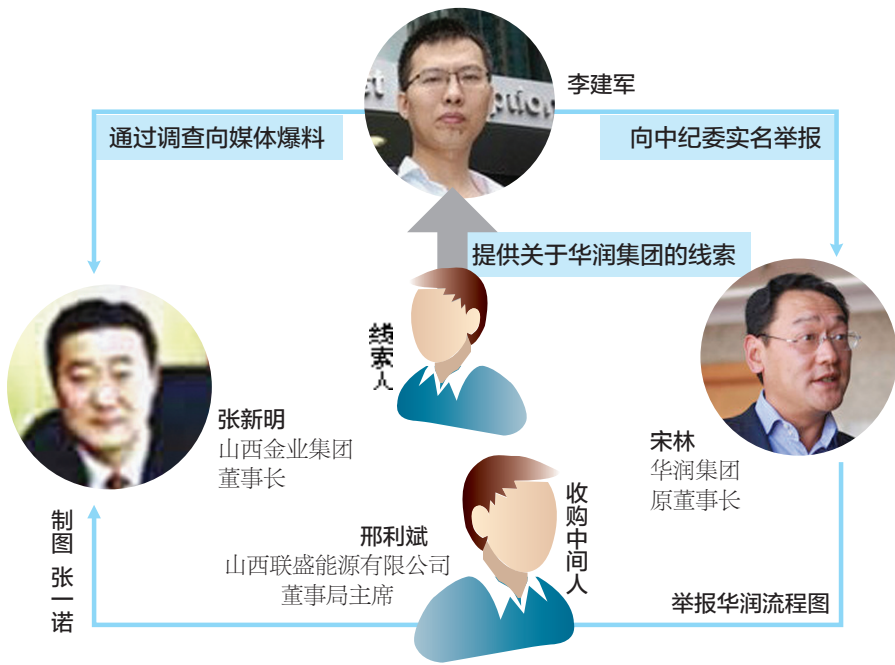 李建军
通过调查向媒体爆料
向中纪委实名举报
提供关于华润集团的线索
线索人
张新明
山西金业集团
董事长
宋林
华润集团
原董事长
收购中间人
邢利斌
山西联盛能源有限公司
董事局主席
制图 张一诺
举报华润流程图